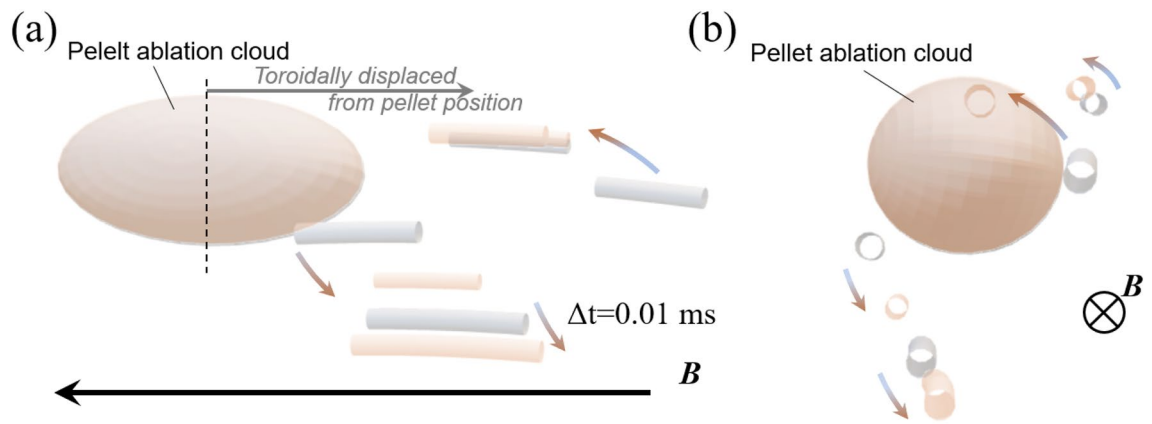 (a)
Pelelt ablation cloud
Toroidally displaced
from pellet position
Δt=0.01 ms
B
(b)
Pellet ablation cloud
B